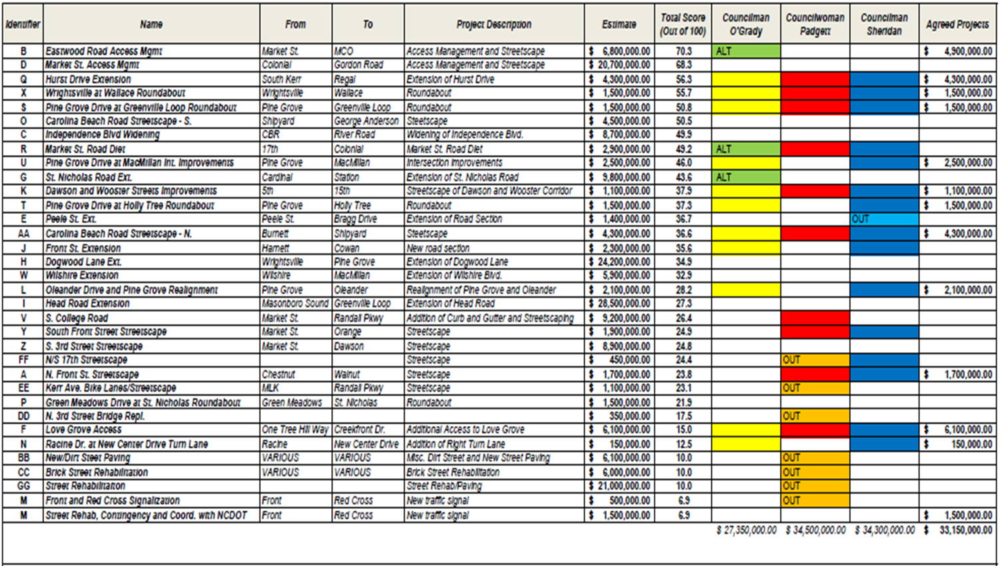 Identifier Name From To Project Description Estimate Total Score (Out of 100) Councilman O'Grady Councilwoman Padgett Councilman Sheridan Agreed Projects
B Eastwood Road Access Mgmt Market St. MCO Access Management and Streetscape $ 6,800,000.00 70.3 ALT $ 4,900,000.00
D Market St. Access Mgmt Colonial Gordon Road Access Management and Streetscape $ 20,700,000.00 68.3
Q Hurst Drive Extension South Kerr Regal Extension of Hurst Drive $ 4,300,000.00 56.3 $ 4,300,000.00
X Wrightsville at Wallace Roundabout Wrightsville Wallace Roundabout $ 1,500,000.00 55.7 $ 1,500,000.00
S Pine Grove Drive at Greenville Loop Roundabout Pine Grove Greenville Loop Roundabout $ 1,500,000.00 50.8 $ 1,500,000.00
O Carolina Beach Road Streetscape - S. Shipyard George Anderson Steetscape $ 4,500,000.00 50.5
C Independence Blvd Widening CBR River Road Widening of Independence Blvd. $ 8,700,000.00 49.9
R Market St. Road Diet 17th Colonial Market St. Road Diet $ 2,900,000.00 49.2 ALT
U Pine Grove Drive at MacMillan Int. Improvements Pine Grove MacMillan Intersection Improvements $ 2,500,000.00 46.0 $ 2,500,000.00
G St. Nicholas Road Ext. Cardinal Station Extension of St. Nicholas Road $ 9,800,000.00 43.6 ALT
K Dawson and Wooster Streets Improvements 5th 15th Streetscape of Dawson and Wooster Corridor $ 1,100,000.00 37.9 $ 1,100,000.00
T Pine Grove Drive at Holly Tree Roundabout Pine Grove Holly Tree Roundabout $ 1,500,000.00 37.3 $ 1,500,000.00
E Peele St. Ext. Peele St. Bragg Drive Extension of Road Section $ 1,400,000.00 36.7 OUT
AA Carolina Beach Road Streetscape - N. Burnett Shipyard Steetscape $ 4,300,000.00 36.6 $ 4,300,000.00
J Front St. Extension Harnett Cowan New road section $ 2,300,000.00 35.6
H Dogwood Lane Ext. Wrightsville Pine Grove Extension of Dogwood Lane $ 24,200,000.00 34.9
W Wilshire Extension Wilshire MacMillan Extension of Wilshire Blvd. $ 5,900,000.00 32.9
L Oleander Drive and Pine Grove Realignment Pine Grove Oleander Realignment of Pine Grove and Oleander $ 2,100,000.00 28.2 $ 2,100,000.00
I Head Road Extension Masonboro Sound Greenville Loop Extension of Head Road $ 28,500,000.00 27.3
V S. College Road Market St. Randall Pkwy Addition of Curb and Gutter and Streetscaping $ 9,200,000.00 26.4
Y South Front Street Streetscape Market St. Orange Streetscape $ 1,900,000.00 24.9
Z S. 3rd Street Streetscape Market St. Dawson Streetscape $ 8,900,000.00 24.8
FF N/S 17th Streetscape Streetscape $ 450,000.00 24.4 OUT
A N. Front St. Streetscape Chestnut Walnut Streetscape $ 1,700,000.00 23.8 $ 1,700,000.00
EE Kerr Ave. Bike Lanes/Streetscape MLK Randall Pkwy Streetscape $ 1,100,000.00 23.1 OUT
P Green Meadows Drive at St. Nicholas Roundabout Green Meadows St. Nicholas Roundabout $ 1,500,000.00 21.9
DD N. 3rd Street Bridge Repl. $ 350,000.00 17.5 OUT
F Love Grove Access One Tree Hill Way Creekfront Dr. Additional Access to Love Grove $ 6,100,000.00 15.0 $ 6,100,000.00
N Racine Dr. at New Center Drive Turn Lane Racine New Center Drive Addition of Right Turn Lane $ 150,000.00 12.5 $ 150,000.00
BB New/Dirt Steet Paving VARIOUS VARIOUS Misc. Dirt Street and New Street Paving $ 6,100,000.00 10.0 OUT
CC Brick Street Rehabilitation VARIOUS VARIOUS Brick Street Rehabilitation $ 6,000,000.00 10.0 OUT
GG Street Rehabilitation Street Rehab/Paving $ 21,000,000.00 10.0 OUT
M Front and Red Cross Signalization Front Red Cross New traffic signal $ 500,000.00 6.9 OUT
M Street Rehab, Contingency and Coord. with NCDOT Front Red Cross New traffic signal $ 1,500,000.00 6.9 $ 1,500,000.00
$ 27,350,000.00 $ 34,500,000.00 $ 34,300,000.00 $ 33,150,000.00